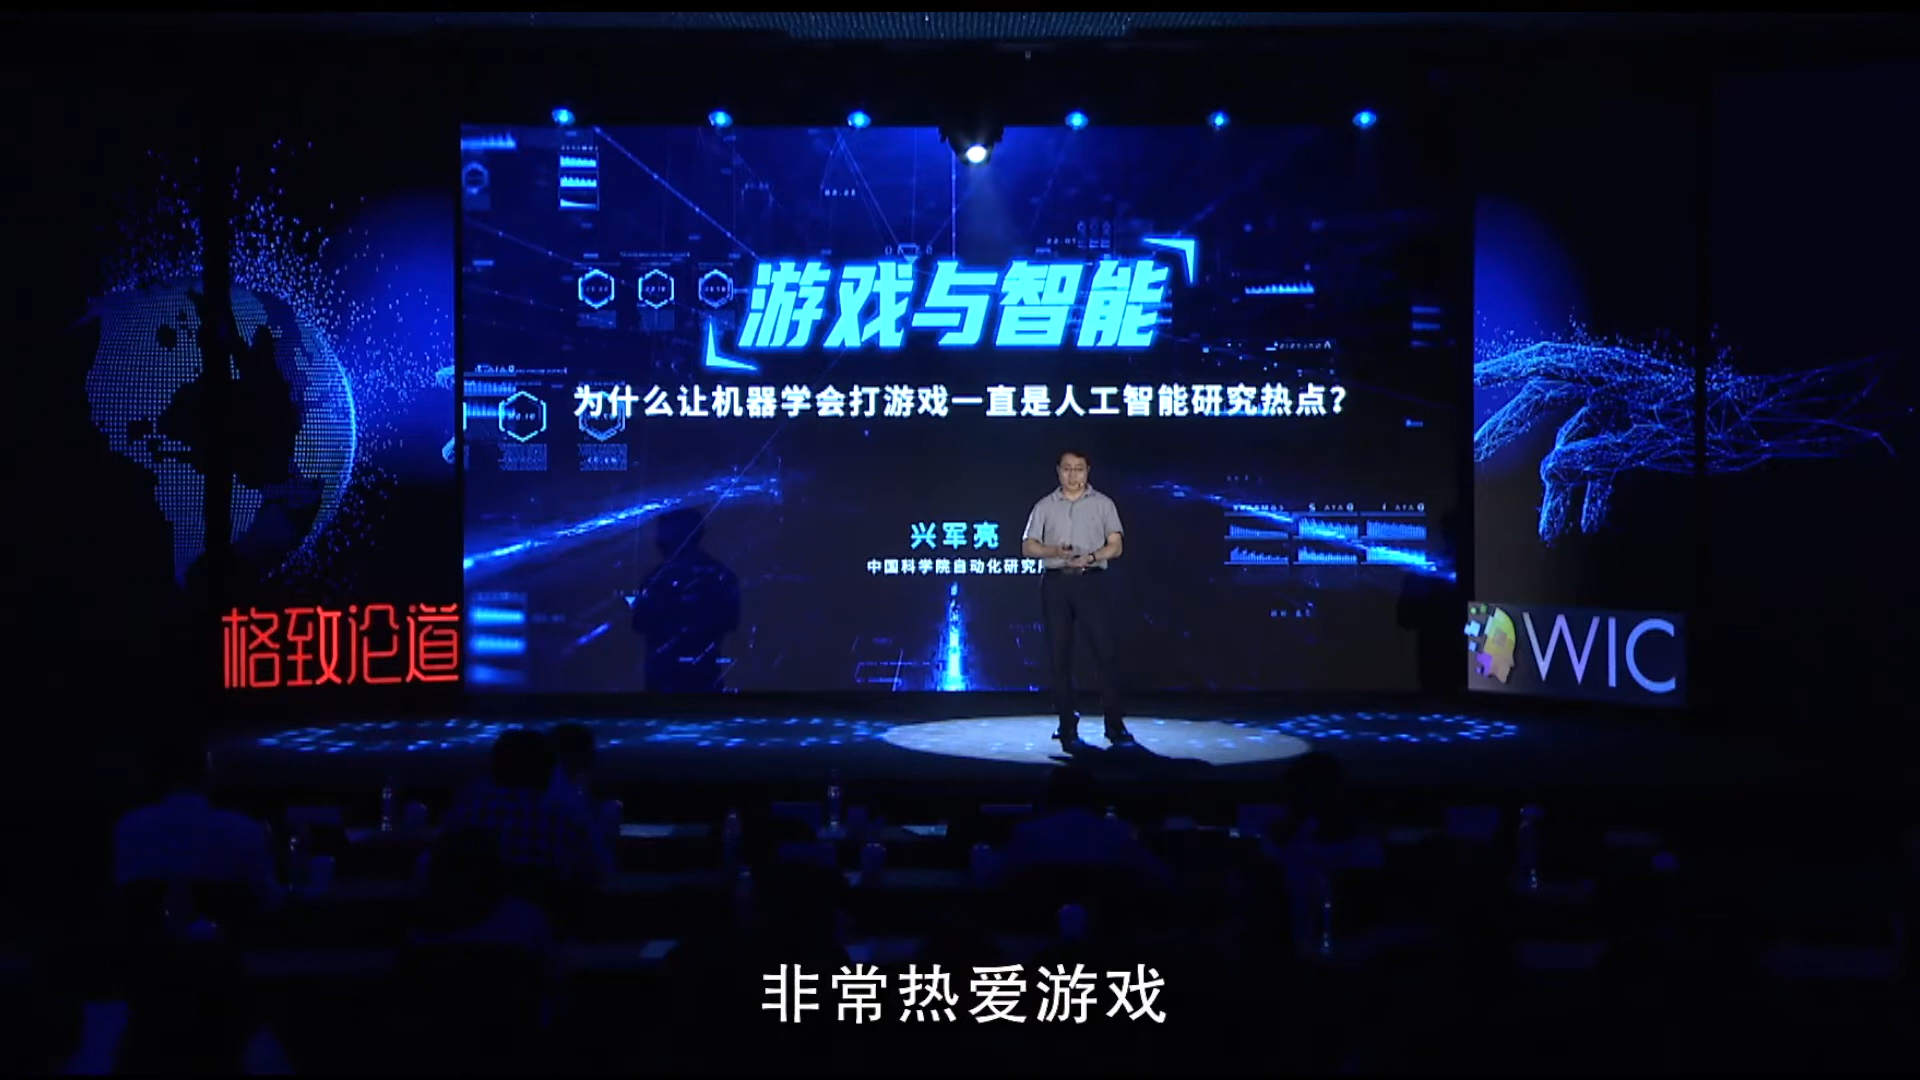 游戏与智能
为什么让机器学会打游戏一直是人工智能研究热点？
兴军亮
中国科学院自动化研究
格致论道
WIC
非常热爱游戏